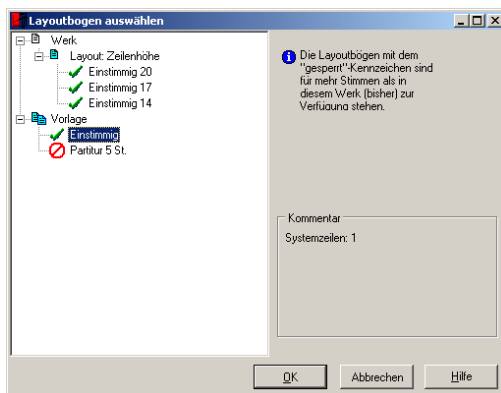 Layoutbogen auswählen
Werk
Layout: Zeilenhöhe
Einstimmig 20
Einstimmig 17
Einstimmig 14
Vorlage
Einstimmig
Partitur 5 St.
Die Layoutbögen mit dem
"gesperrt"-Kennzeichen sind
für mehr Stimmen als in
diesem Werk (bisher) zur
Verfügung stehen.
Kommentar
Systemzeilen: 1
OK
Abbrechen
Hilfe